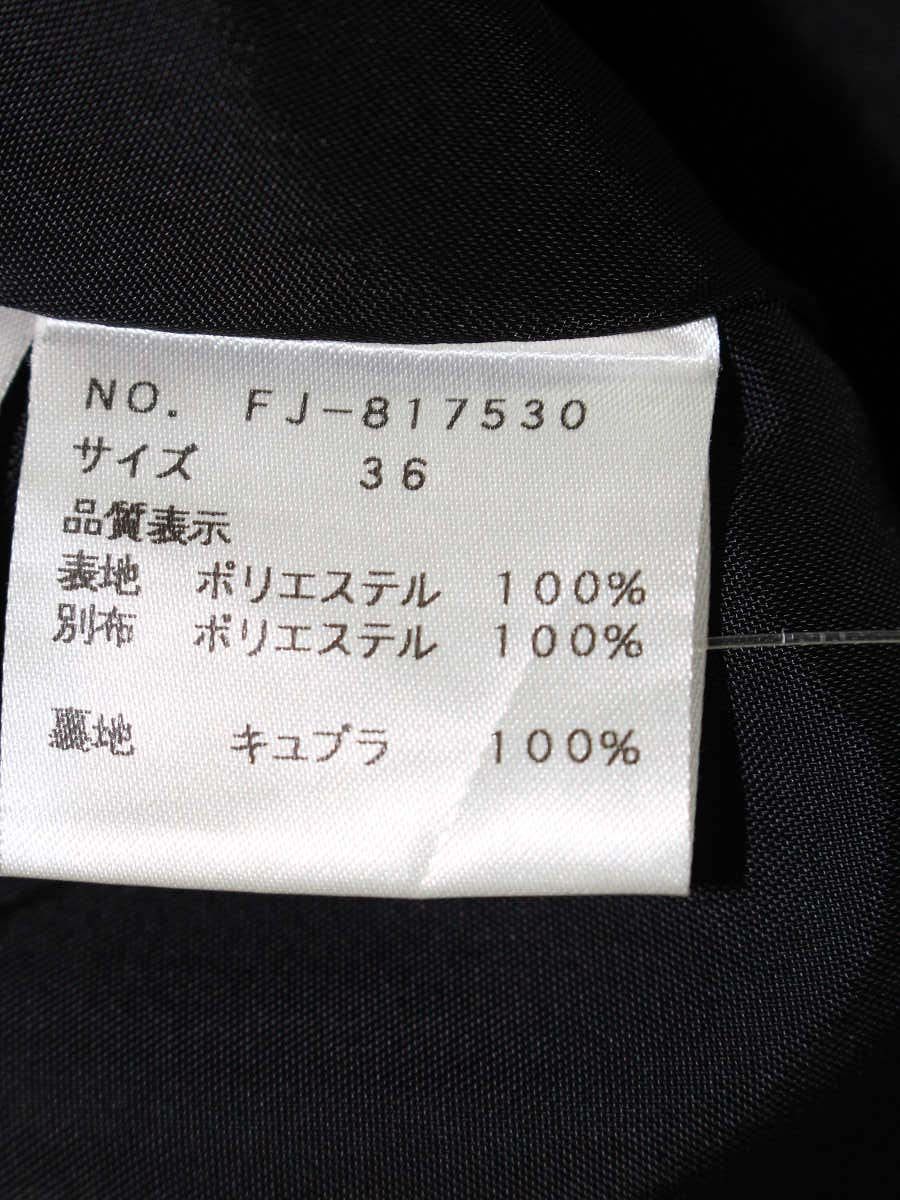 NO. FJ-817530
サイズ 36
品質表示
表地 ポリエステル 100%
別布 ポリエステル 100%
裏地 キュプラ 100%